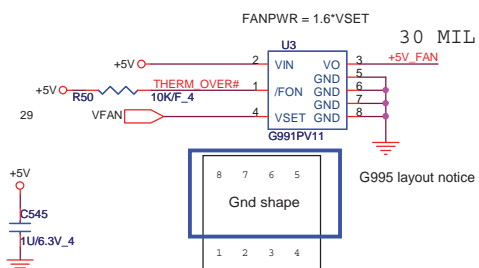 FANPWR = 1.6*VSET
30 MIL
U3
+5V 2 VIN VO 3 +5V_FAN
GND 5
+5V R50 10K/F_4 THERM_OVER# 1 /FON GND 6
GND 7
29 VFAN 4 VSET GND 8
G991PV11
G995 layout notice
+5V
8 7 6 5
Gnd shape
C545
1U/6.3V_4
1 2 3 4